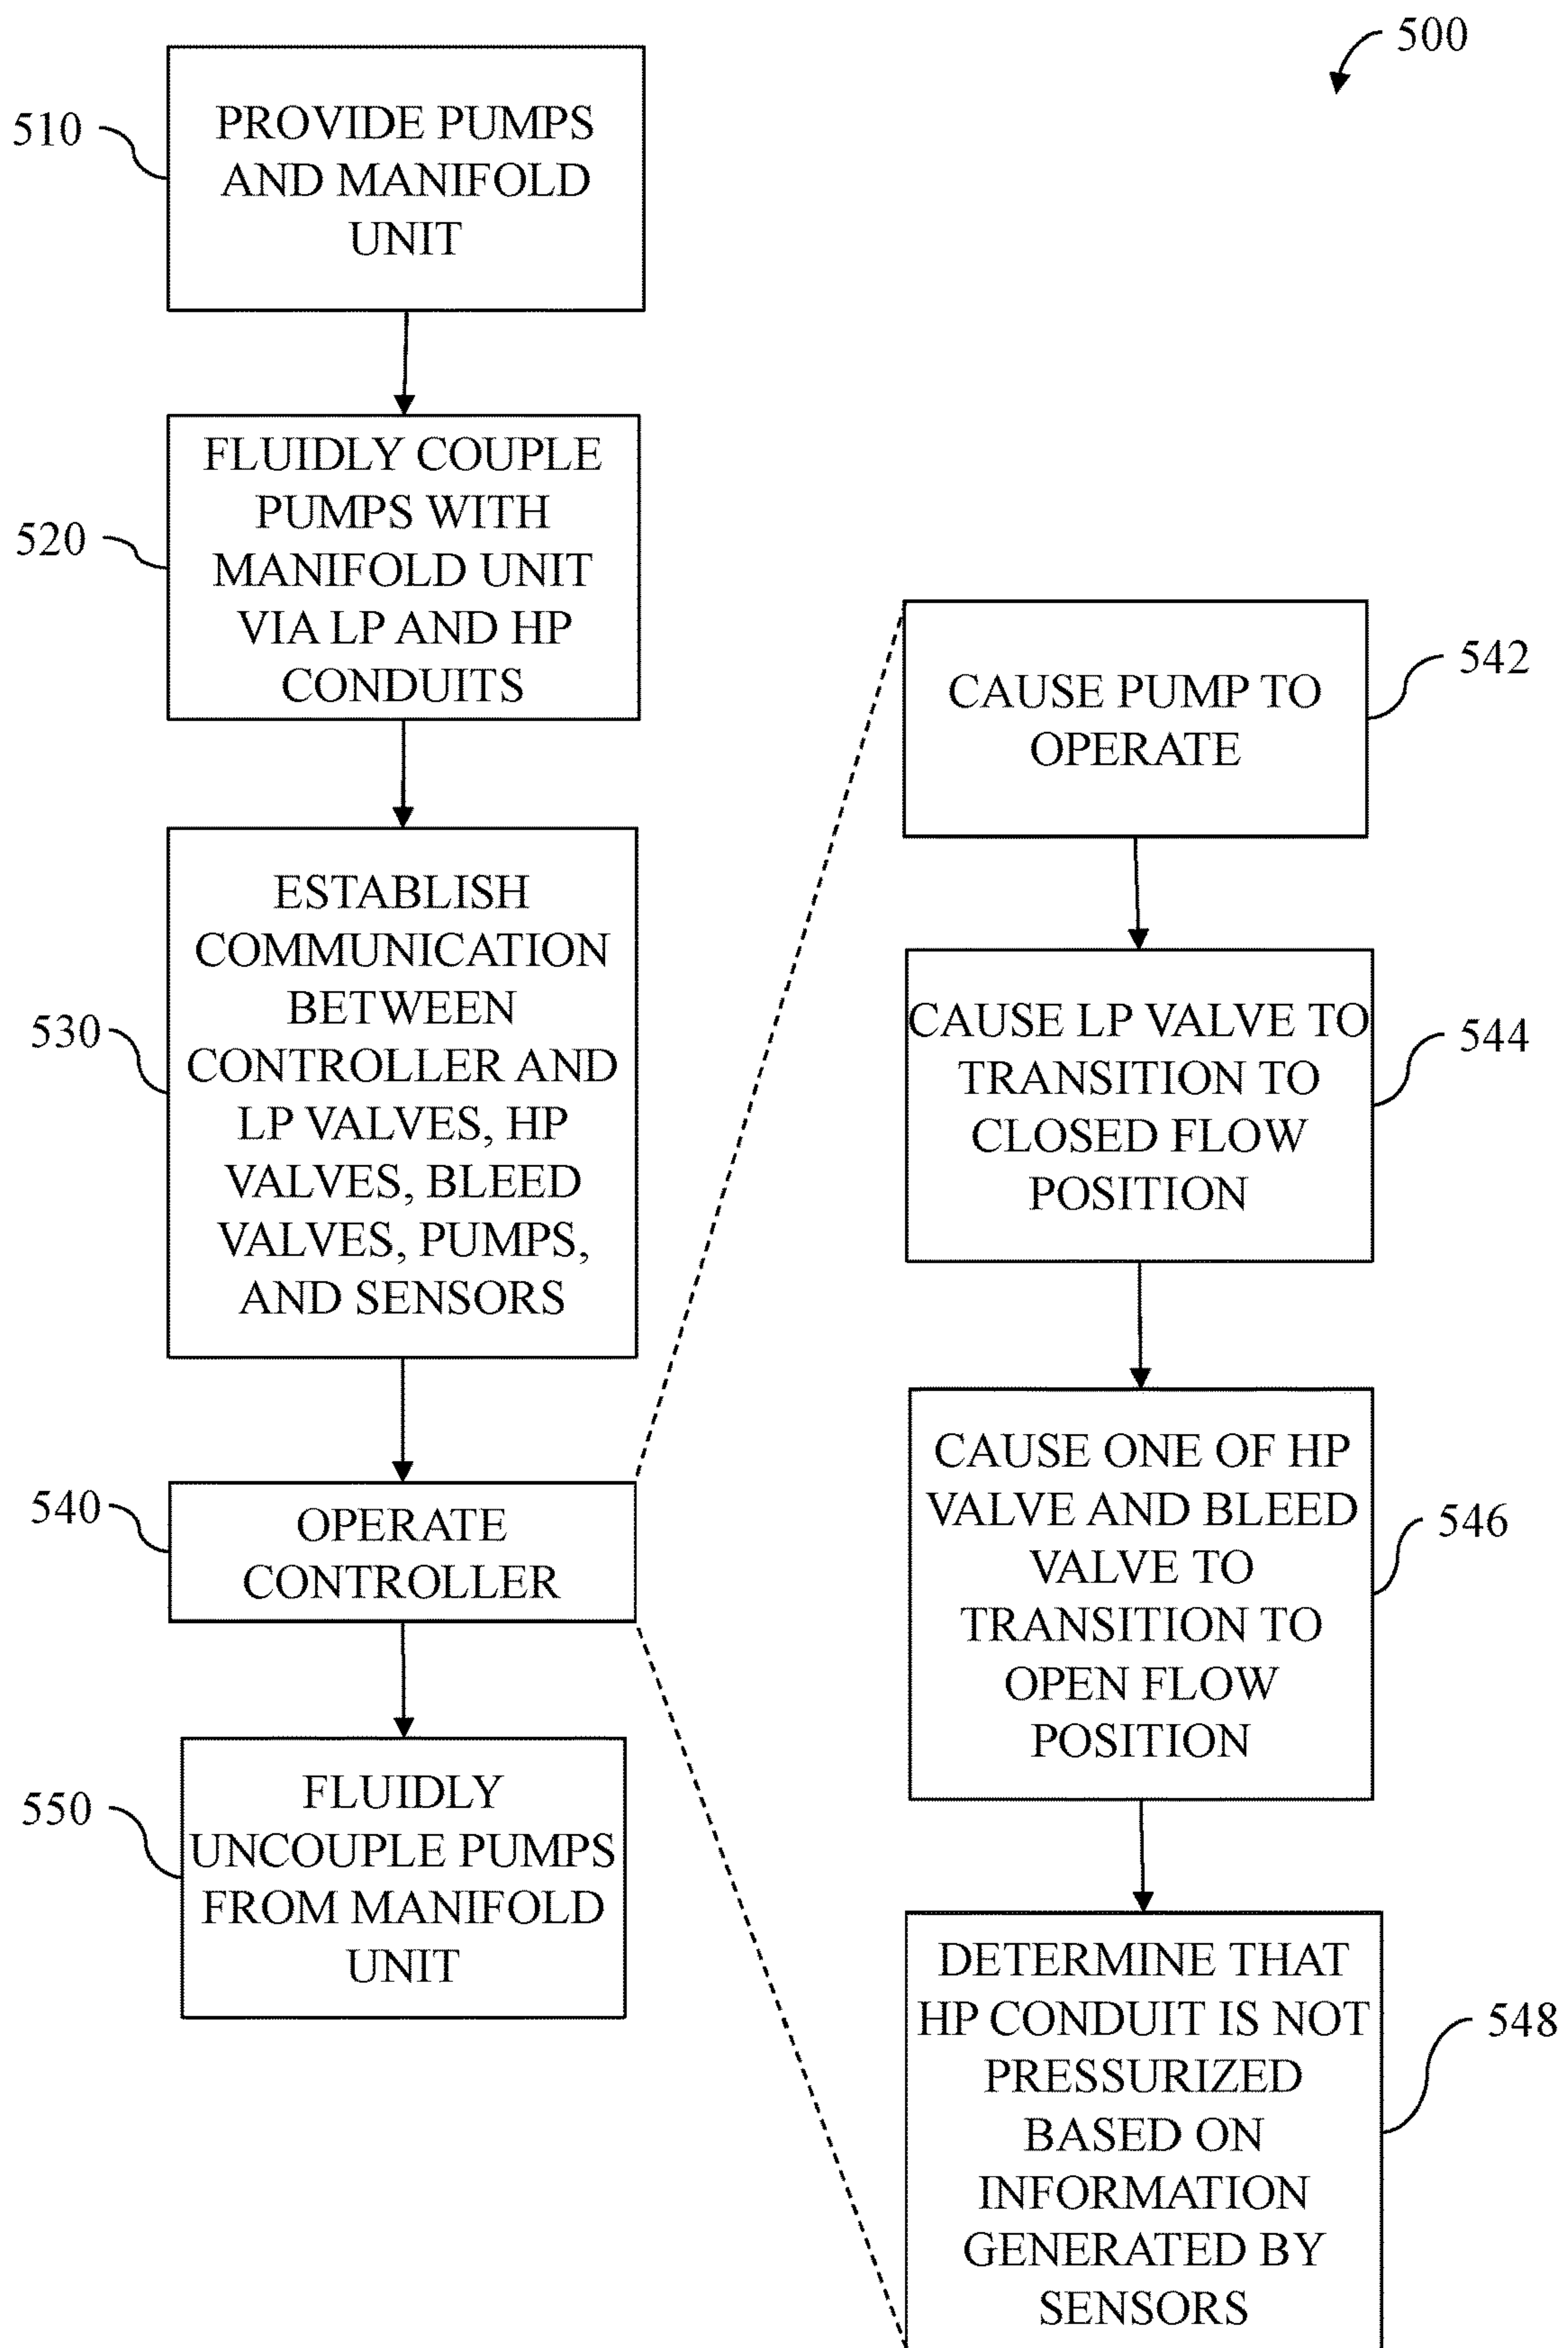 500
510
PROVIDE PUMPS
AND MANIFOLD
UNIT
520
FLUIDLY COUPLE
PUMPS WITH
MANIFOLD UNIT
VIA LP AND HP
CONDUITS
530
ESTABLISH
COMMUNICATION
BETWEEN
CONTROLLER AND
LP VALVES, HP
VALVES, BLEED
VALVES, PUMPS,
AND SENSORS
540
OPERATE
CONTROLLER
550
FLUIDLY
UNCOUPLE PUMPS
FROM MANIFOLD
UNIT
542
CAUSE PUMP TO
OPERATE
544
CAUSE LP VALVE TO
TRANSITION TO
CLOSED FLOW
POSITION
546
CAUSE ONE OF HP
VALVE AND BLEED
VALVE TO
TRANSITION TO
OPEN FLOW
POSITION
548
DETERMINE THAT
HP CONDUIT IS NOT
PRESSURIZED
BASED ON
INFORMATION
GENERATED BY
SENSORS